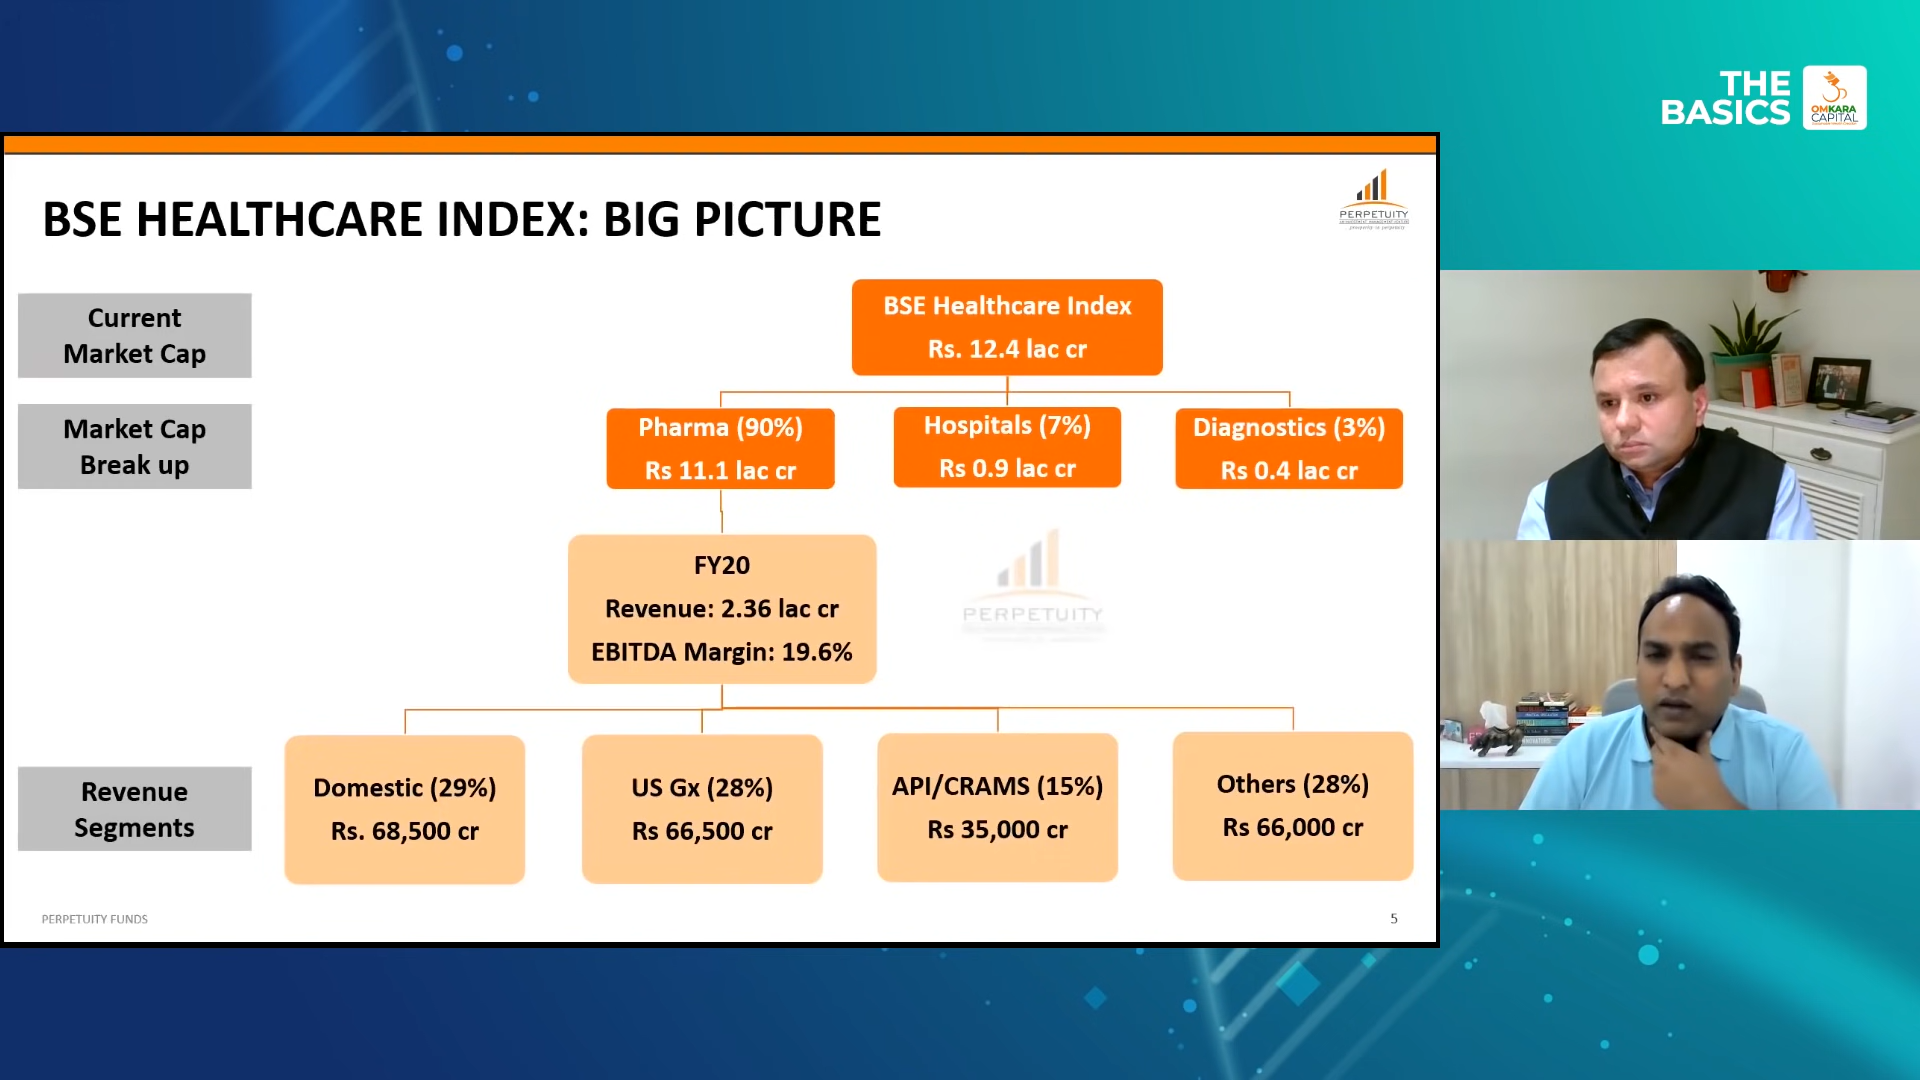 THE
BASICS
OMKARA
CAPITAL
BSE HEALTHCARE INDEX: BIG PICTURE
PERPETUITY
Current
Market Cap
BSE Healthcare Index
Rs. 12.4 lac cr
Market Cap
Break up
Pharma (90%)
Rs 11.1 lac cr
Hospitals (7%)
Rs 0.9 lac cr
Diagnostics (3%)
Rs 0.4 lac cr
FY20
Revenue: 2.36 lac cr
EBITDA Margin: 19.6%
PERPETUITY
Revenue
Segments
Domestic (29%)
Rs. 68,500 cr
US Gx (28%)
Rs 66,500 cr
API/CRAMS (15%)
Rs 35,000 cr
Others (28%)
Rs 66,000 cr
PERPETUITY FUNDS
5